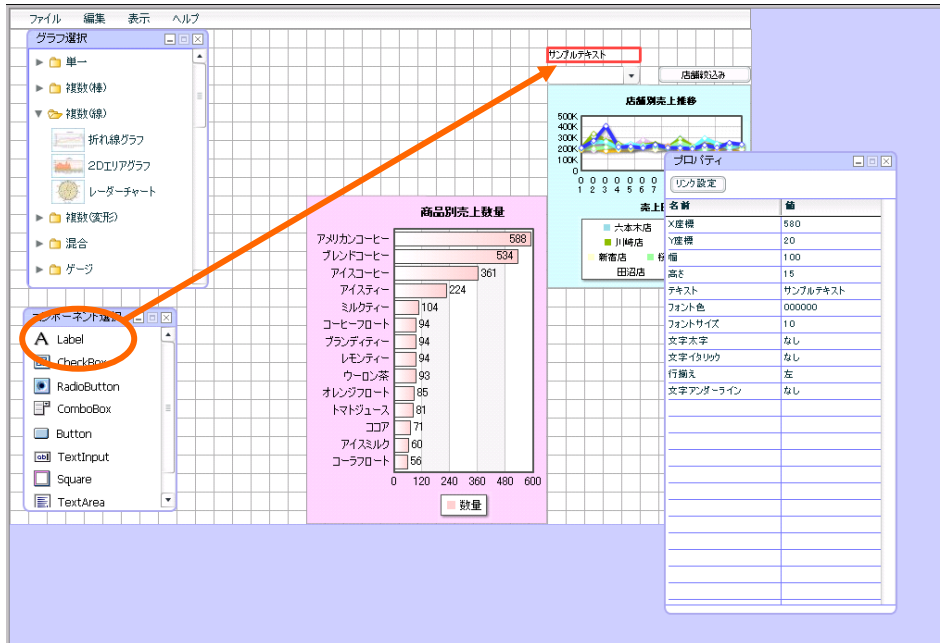 ファイル 編集 表示 ヘルプ
グラフ選択
単一
複数(棒)
複数(線)
折れ線グラフ
2Dエリアグラフ
レーダーチャート
複数(変形)
混合
ゲージ
コンポーネント選択
A Label
CheckBox
RadioButton
ComboBox
Button
abl TextInput
Square
TextArea
サンプルテキスト
店舗絞込み
店舗別売上推移
500K
400K
300K
200K
100K
0
0 0 0 0 0 0 0
1 2 3 4 5 6 7
売上
六本木店
川崎店
新宿店
田沼店
商品別売上数量
アメリカンコーヒー 588
ブレンドコーヒー 534
アイスコーヒー 361
アイスティー 224
ミルクティー 104
コーヒーフロート 94
ブランディティー 94
レモンティー 94
ウーロン茶 93
オレンジフロート 85
トマトジュース 81
ココア 71
アイスミルク 60
コーラフロート 56
0 120 240 360 480 600
数量
プロパティ
リンク設定
名前 値
X座標 580
Y座標 20
幅 100
高さ 15
テキスト サンプルテキスト
フォント色 000000
フォントサイズ 10
文字太字 なし
文字イタリック なし
行揃え 左
文字アンダーライン なし